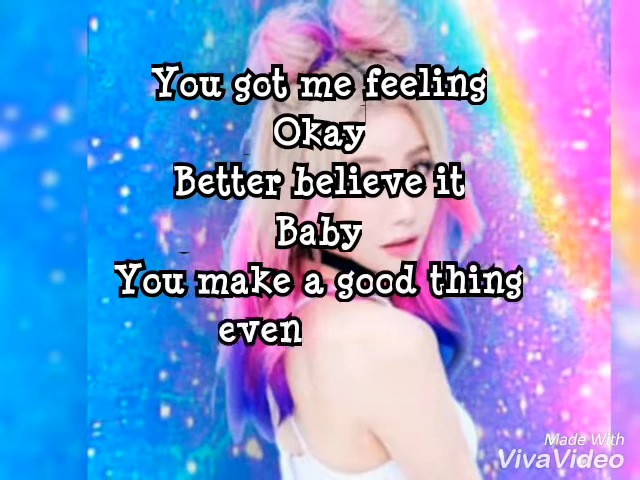 You got me feeling
Okay
Better believe it
Baby
You make a good thing
even
Made With
VivaVideo